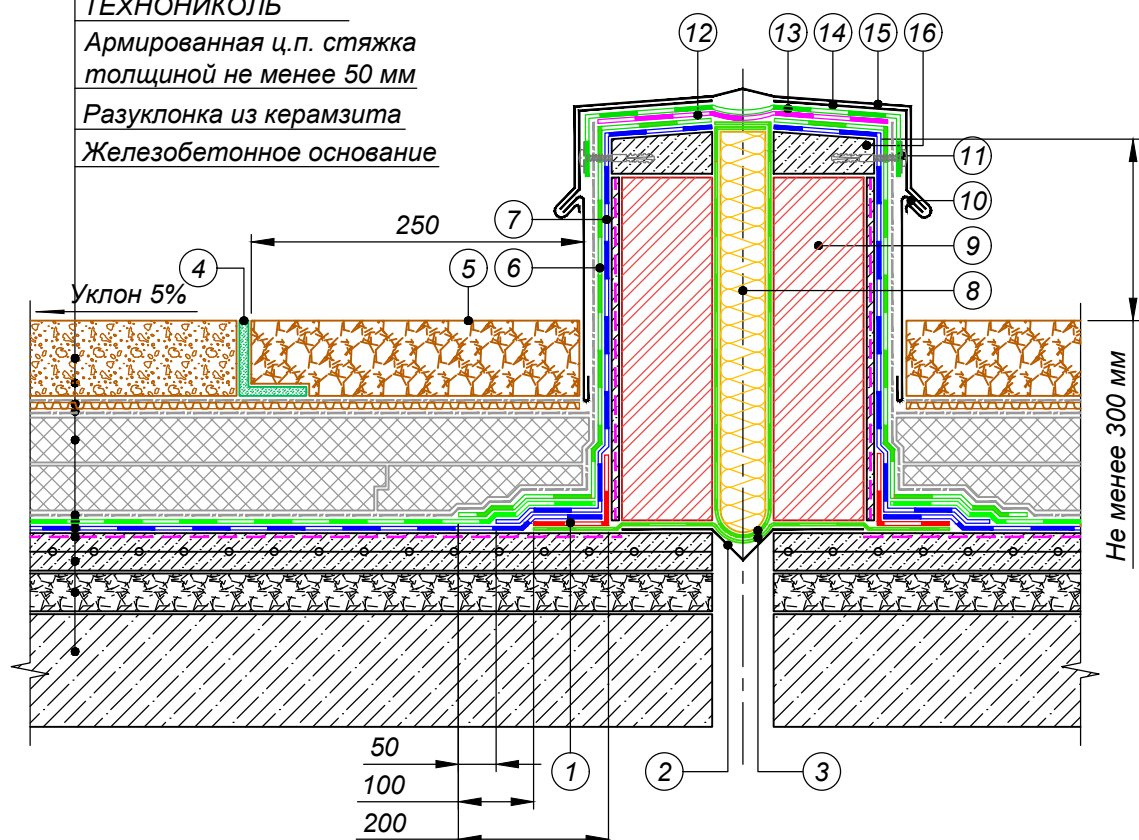 ТЕХНОНИКОЛЬ
Армированная ц.п. стяжка
толщиной не менее 50 мм
Разуклонка из керамзита
Железобетонное основание
12
13
14
15
16
11
10
250
7
9
4
5
6
8
Уклон 5%
Не менее 300 мм
50
1
2
3
100
200